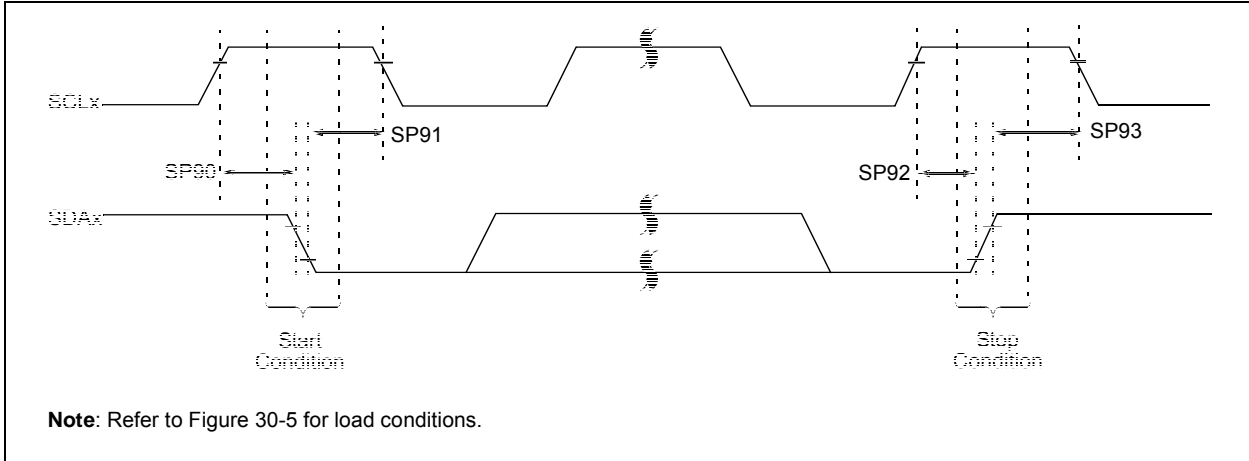 SCLx
SP91
SP93
SP90
SP92
SDAx
Start
Condition
Stop
Condition
Note: Refer to Figure 30-5 for load conditions.